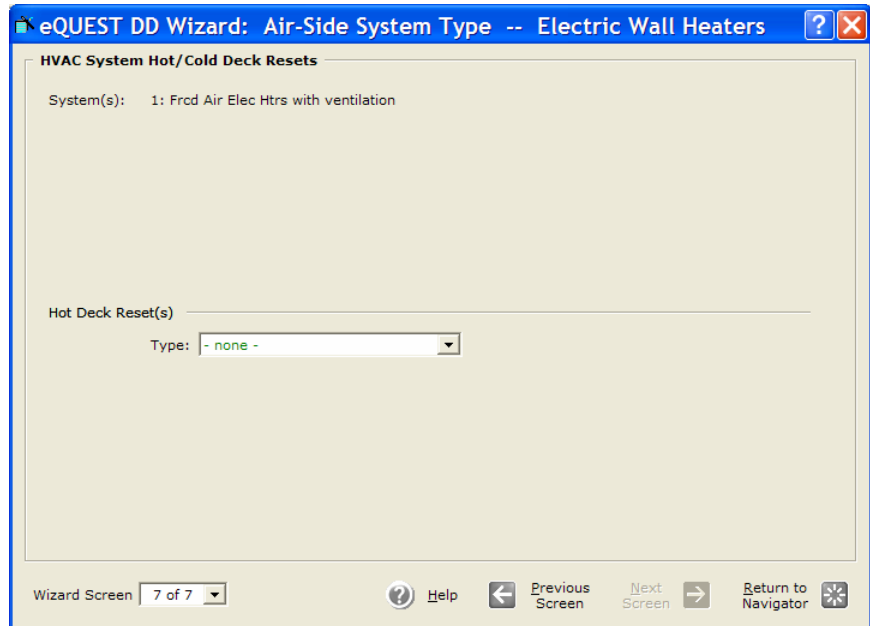 eQUEST DD Wizard: Air-Side System Type -- Electric Wall Heaters
HVAC System Hot/Cold Deck Resets
System(s): 1: Frcd Air Elec Htrs with ventilation
Hot Deck Reset(s)
Type: - none -
Wizard Screen 7 of 7
Help
Previous
Screen
Next
Screen
Return to
Navigator